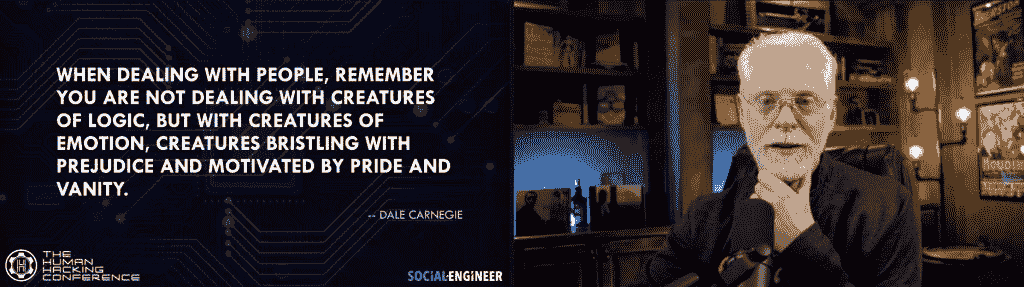 WHEN DEALING WITH PEOPLE, REMEMBER
YOU ARE NOT DEALING WITH CREATURES
OF LOGIC, BUT WITH CREATURES OF
EMOTION, CREATURES BRISTLING WITH
PREJUDICE AND MOTIVATED BY PRIDE AND
VANITY.
-- DALE CARNEGIE
THE
HUMAN
HACKING
CONFERENCE
SOCIAL-ENGINEER
HOUDINI